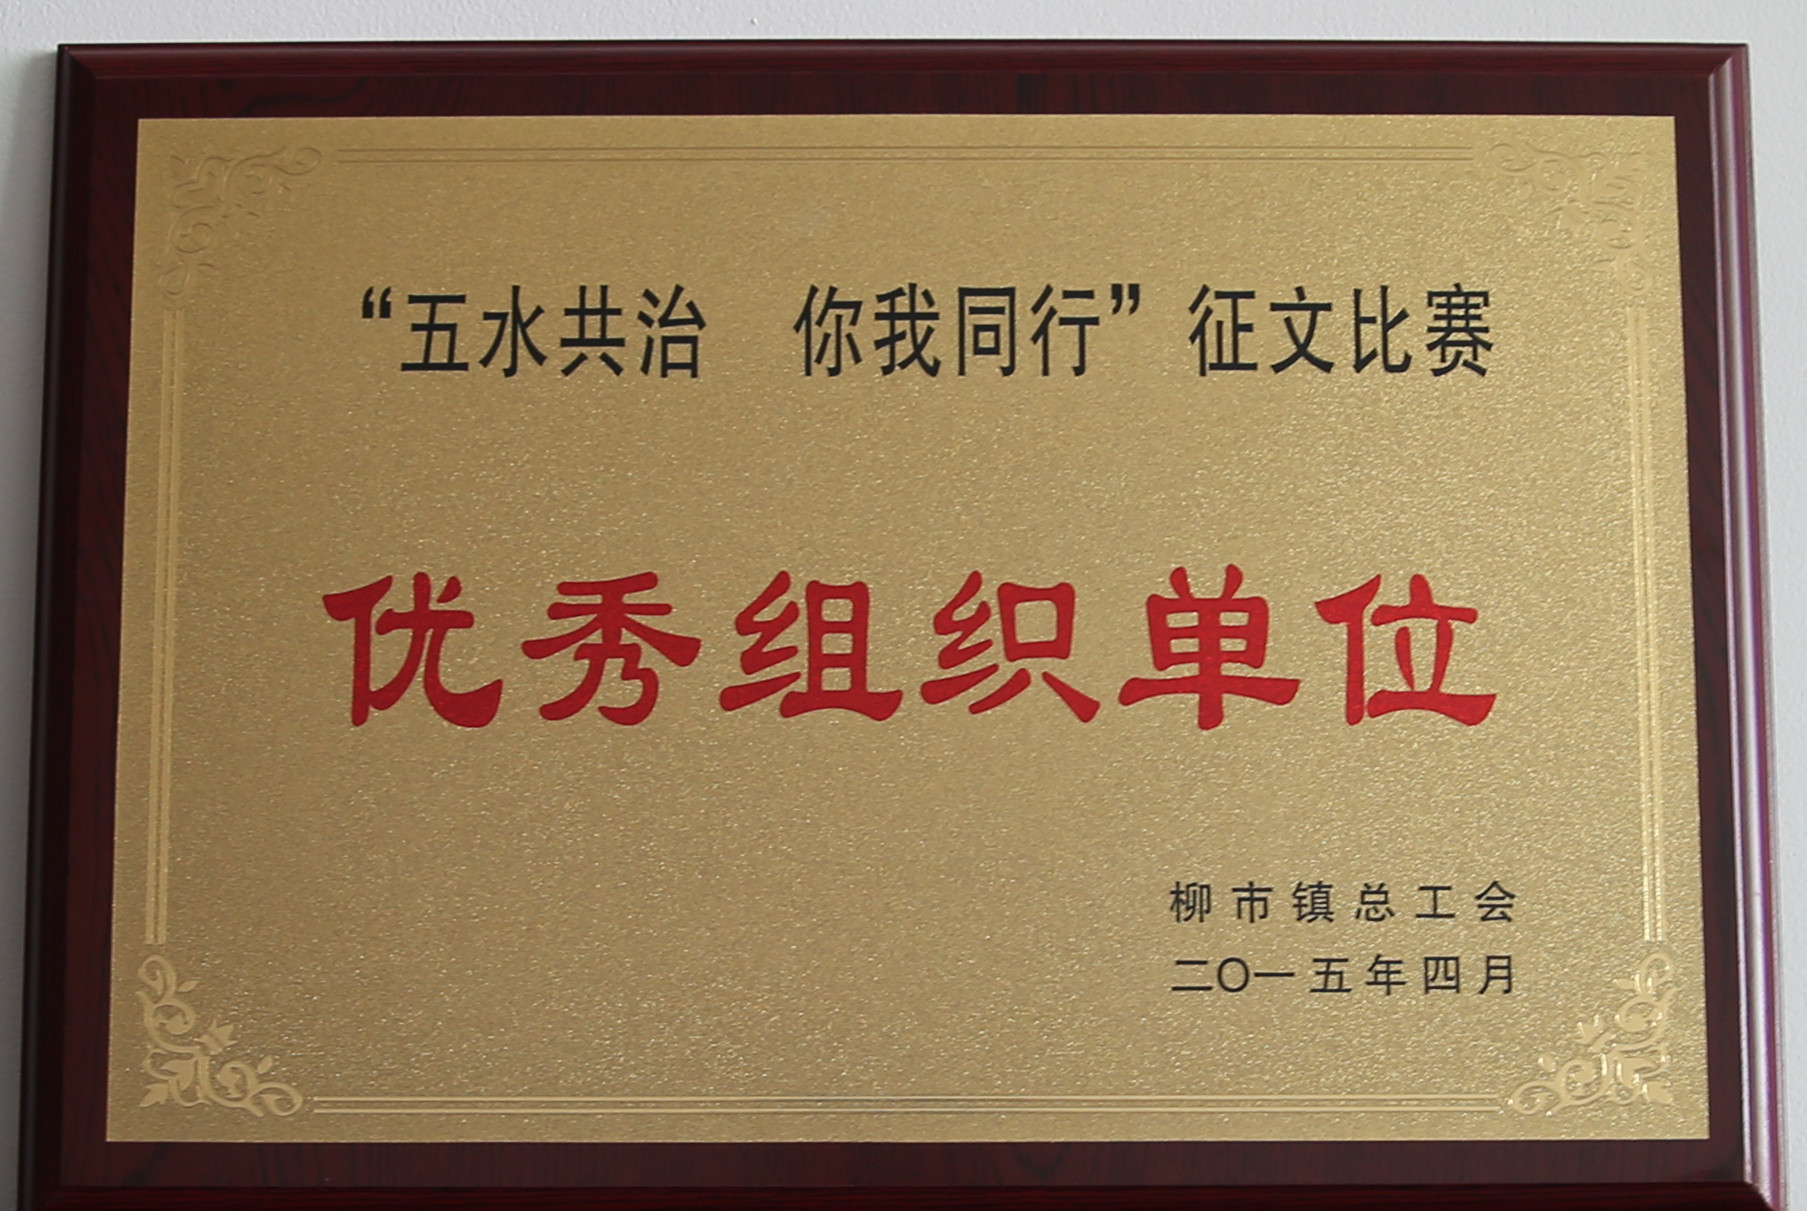 “五水共治　你我同行”征文比赛
优秀组织单位
柳市镇总工会
二〇一五年四月